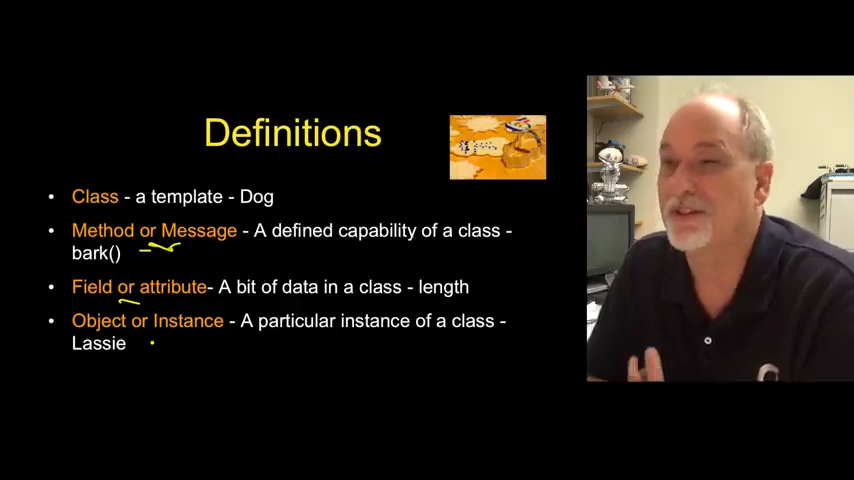 Definitions
• Class - a template - Dog
• Method or Message - A defined capability of a class -
bark()
• Field or attribute- A bit of data in a class - length
• Object or Instance - A particular instance of a class -
Lassie